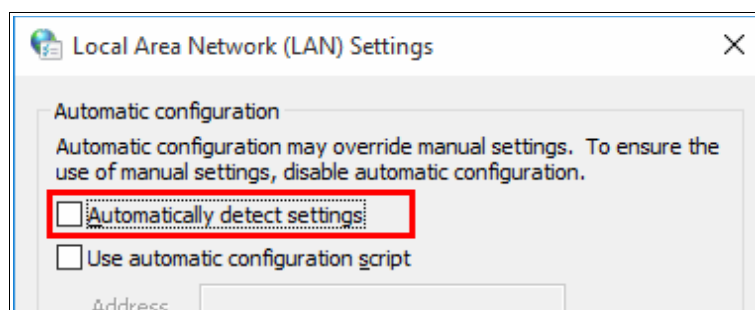 Local Area Network (LAN) Settings
Automatic configuration
Automatic configuration may override manual settings. To ensure the
use of manual settings, disable automatic configuration.
Automatically detect settings
Use automatic configuration script
Address